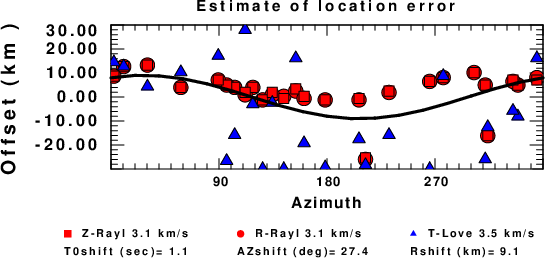 Estimate of location error
30.00
20.00
10.00
0.00
-10.00
-20.00
Offset (km )
90 180 270
Azimuth
Z-Rayl 3.1 km/s R-Rayl 3.1 km/s T-Love 3.5 km/s
T0shift (sec)= 1.1 AZshift (deg)= 27.4 Rshift (km)= 9.1